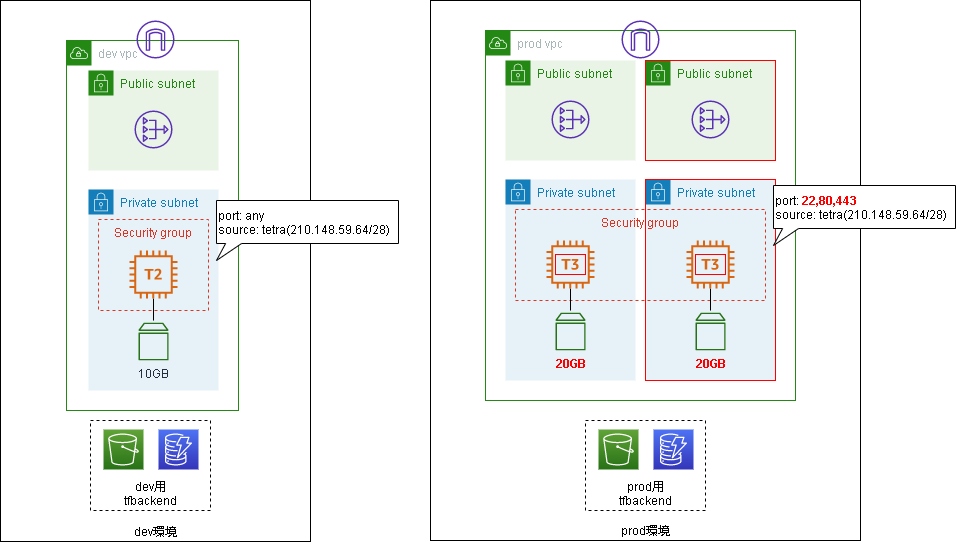 dev vpc
Public subnet
Private subnet
port: any
source: tetra(210.148.59.64/28)
Security group
T2
10GB
dev用
tfbackend
dev環境
prod vpc
Public subnet
Public subnet
Private subnet
Private subnet
port: 22,80,443
source: tetra(210.148.59.64/28)
Security group
T3
T3
20GB
20GB
prod用
tfbackend
prod環境